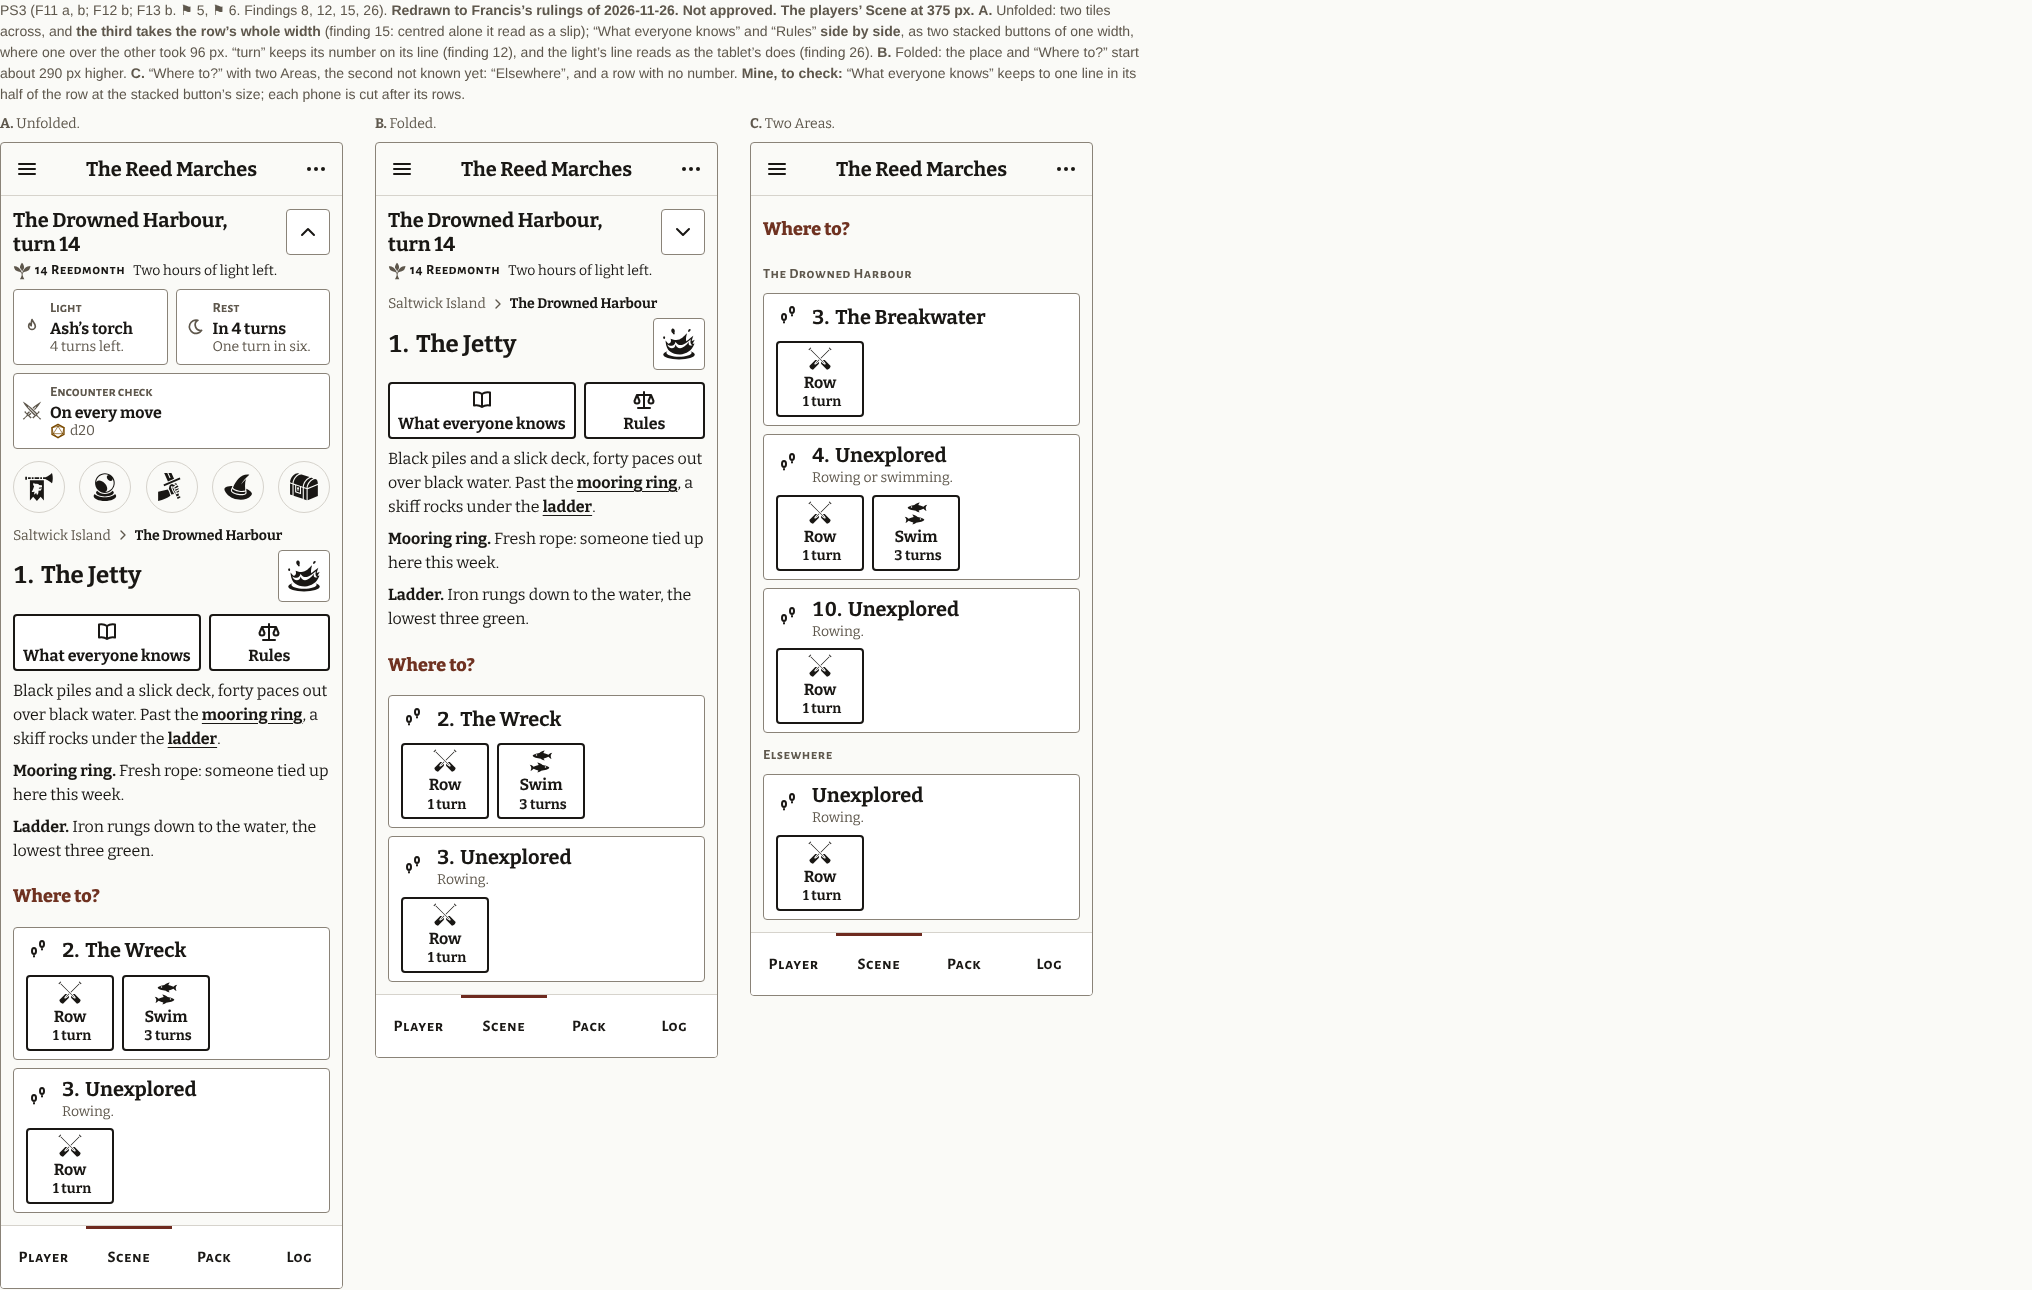 PS3 (F11 a, b; F12 b; F13 b. ⚑ 5, ⚑ 6. Findings 8, 12, 15, 26). Redrawn to Francis’s rulings of 2026-11-26. Not approved. The players’ Scene at 375 px. A. Unfolded: two tiles
across, and the third takes the row’s whole width (finding 15: centred alone it read as a slip); “What everyone knows” and “Rules” side by side, as two stacked buttons of one width,
where one over the other took 96 px. “turn” keeps its number on its line (finding 12), and the light’s line reads as the tablet’s does (finding 26). B. Folded: the place and “Where to?” start
about 290 px higher. C. “Where to?” with two Areas, the second not known yet: “Elsewhere”, and a row with no number. Mine, to check: “What everyone knows” keeps to one line in its
half of the row at the stacked button’s size; each phone is cut after its rows.
A. Unfolded.
The Reed Marches
The Drowned Harbour,
turn 14
14 Reedmonth Two hours of light left.
Light
Ash’s torch
4 turns left.
Rest
In 4 turns
One turn in six.
Encounter check
On every move
d20
Saltwick Island > The Drowned Harbour
1. The Jetty
What everyone knows
Rules
Black piles and a slick deck, forty paces out
over black water. Past the mooring ring, a
skiff rocks under the ladder.
Mooring ring. Fresh rope: someone tied up
here this week.
Ladder. Iron rungs down to the water, the
lowest three green.
Where to?
2. The Wreck
Row
1 turn
Swim
3 turns
3. Unexplored
Rowing.
Row
1 turn
Player Scene Pack Log
B. Folded.
The Reed Marches
The Drowned Harbour,
turn 14
14 Reedmonth Two hours of light left.
Saltwick Island > The Drowned Harbour
1. The Jetty
What everyone knows
Rules
Black piles and a slick deck, forty paces out
over black water. Past the mooring ring, a
skiff rocks under the ladder.
Mooring ring. Fresh rope: someone tied up
here this week.
Ladder. Iron rungs down to the water, the
lowest three green.
Where to?
2. The Wreck
Row
1 turn
Swim
3 turns
3. Unexplored
Rowing.
Row
1 turn
Player Scene Pack Log
C. Two Areas.
The Reed Marches
Where to?
The Drowned Harbour
3. The Breakwater
Row
1 turn
4. Unexplored
Rowing or swimming.
Row
1 turn
Swim
3 turns
10. Unexplored
Rowing.
Row
1 turn
Elsewhere
Unexplored
Rowing.
Row
1 turn
Player Scene Pack Log